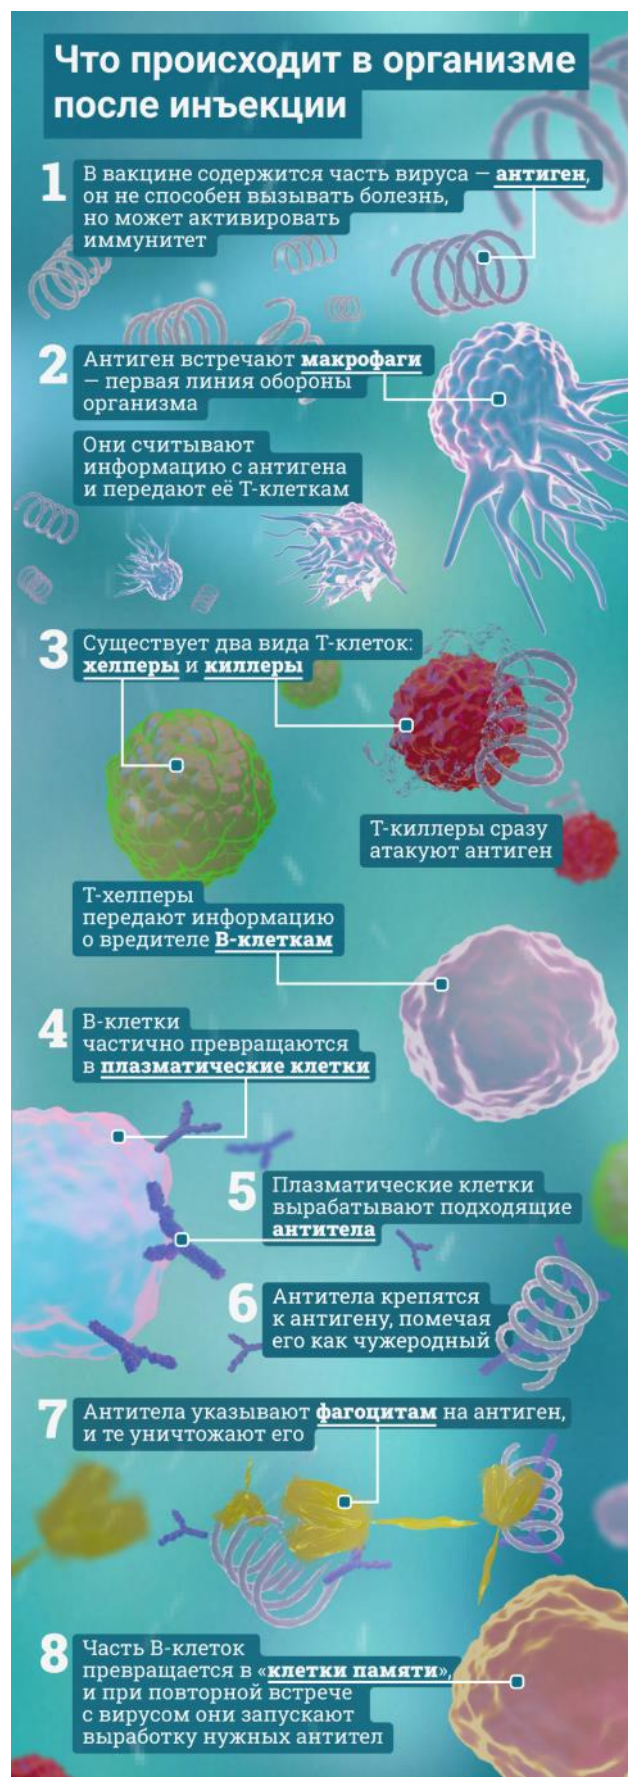 Что происходит в организме
после инъекции
1
В вакцине содержится часть вируса — антиген,
он не способен вызывать болезнь,
но может активировать
иммунитет
2
Антиген встречают макрофаги
— первая линия обороны
организма
Они считывают
информацию с антигена
и передают её Т-клеткам
3
Существует два вида Т-клеток:
хелперы и киллеры
Т-киллеры сразу
атакуют антиген
Т-хелперы
передают информацию
о вредителе В-клеткам
4
В-клетки
частично превращаются
в плазматические клетки
5
Плазматические клетки
вырабатывают подходящие
антитела
6
Антитела крепятся
к антигену, помечая
его как чужеродный
7
Антитела указывают фагоцитам на антиген,
и те уничтожают его
8
Часть В-клеток
превращается в «клетки памяти»,
и при повторной встрече
с вирусом они запускают
выработку нужных антител